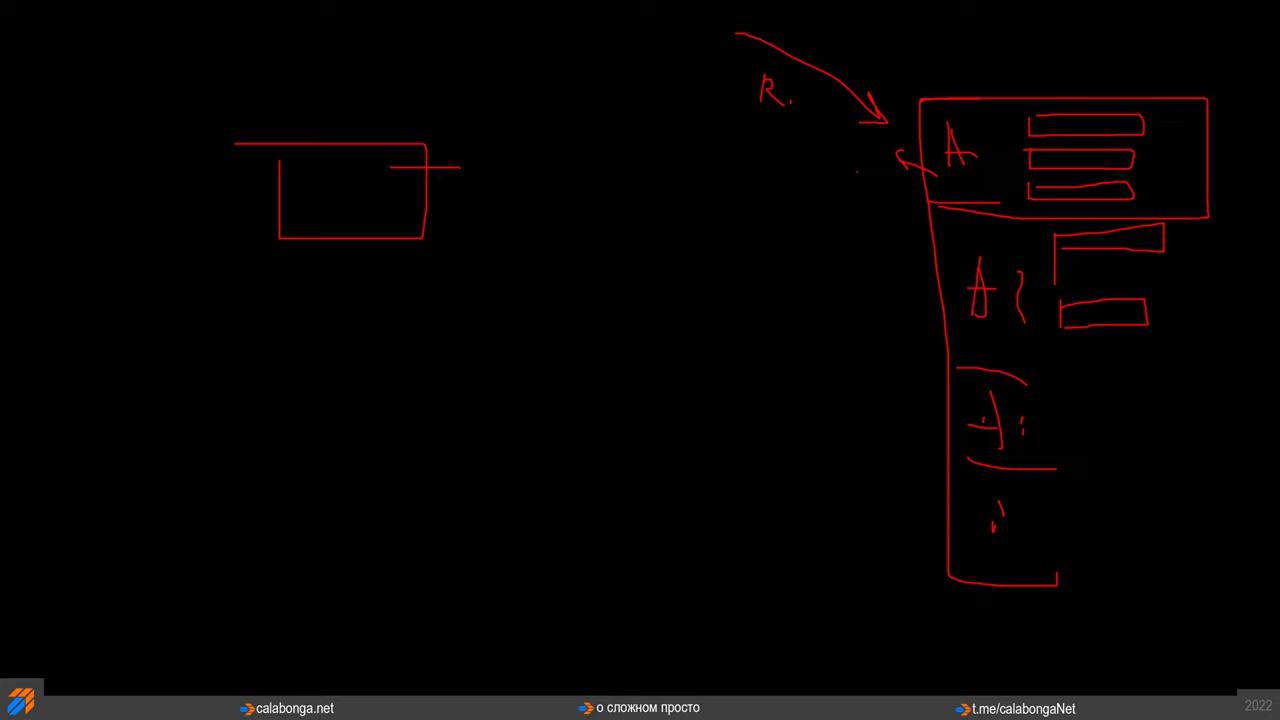 R.
A
A
calabonga.net
о сложном просто
t.me/calabongaNet
2022